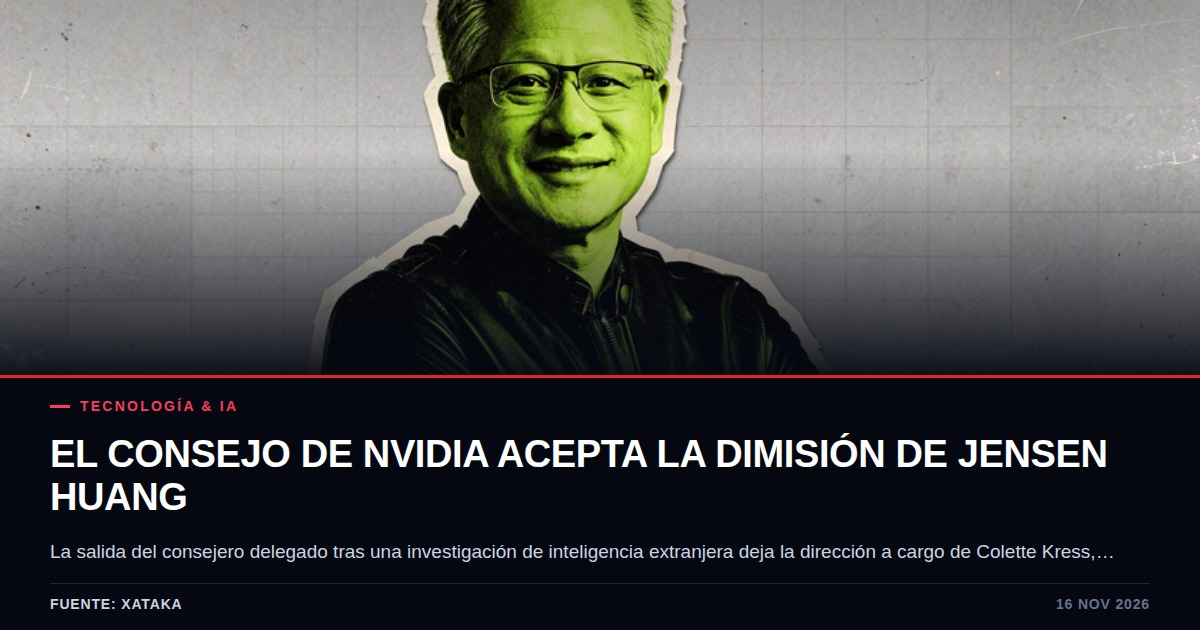 TECNOLOGÍA & IA
EL CONSEJO DE NVIDIA ACEPTA LA DIMISIÓN DE JENSEN
HUANG
La salida del consejero delegado tras una investigación de inteligencia extranjera deja la dirección a cargo de Colette Kress,…
FUENTE: XATAKA
16 NOV 2026